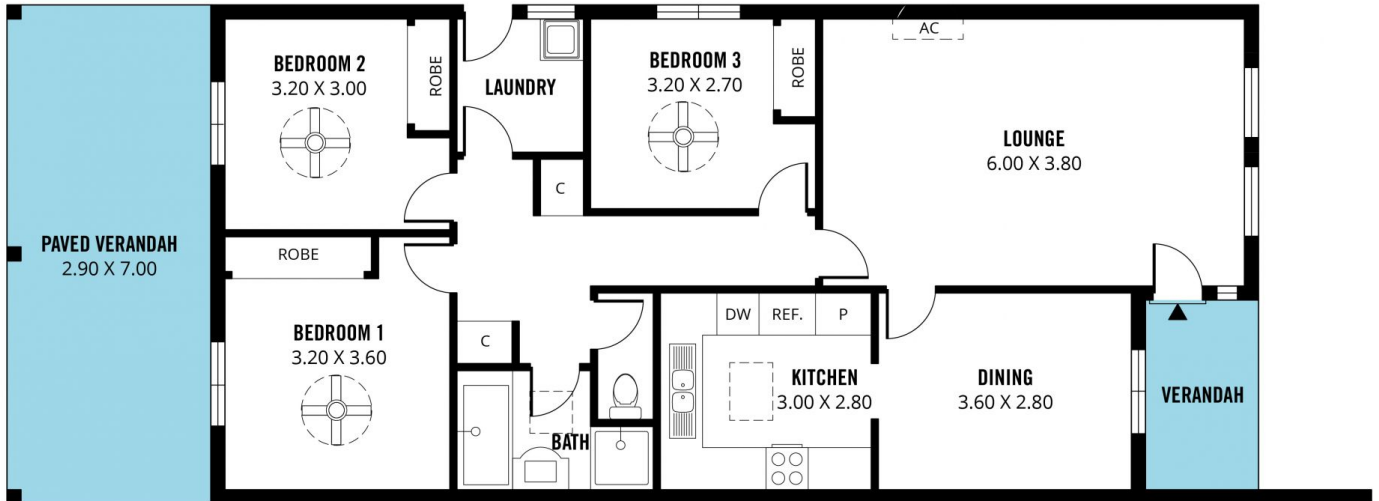 PAVED VERANDAH
2.90 X 7.00
BEDROOM 2
3.20 X 3.00
ROBE
LAUNDRY
BEDROOM 3
3.20 X 2.70
ROBE
AC
LOUNGE
6.00 X 3.80
C
ROBE
BEDROOM 1
3.20 X 3.60
C
BATH
DW
REF.
P
KITCHEN
3.00 X 2.80
DINING
3.60 X 2.80
VERANDAH